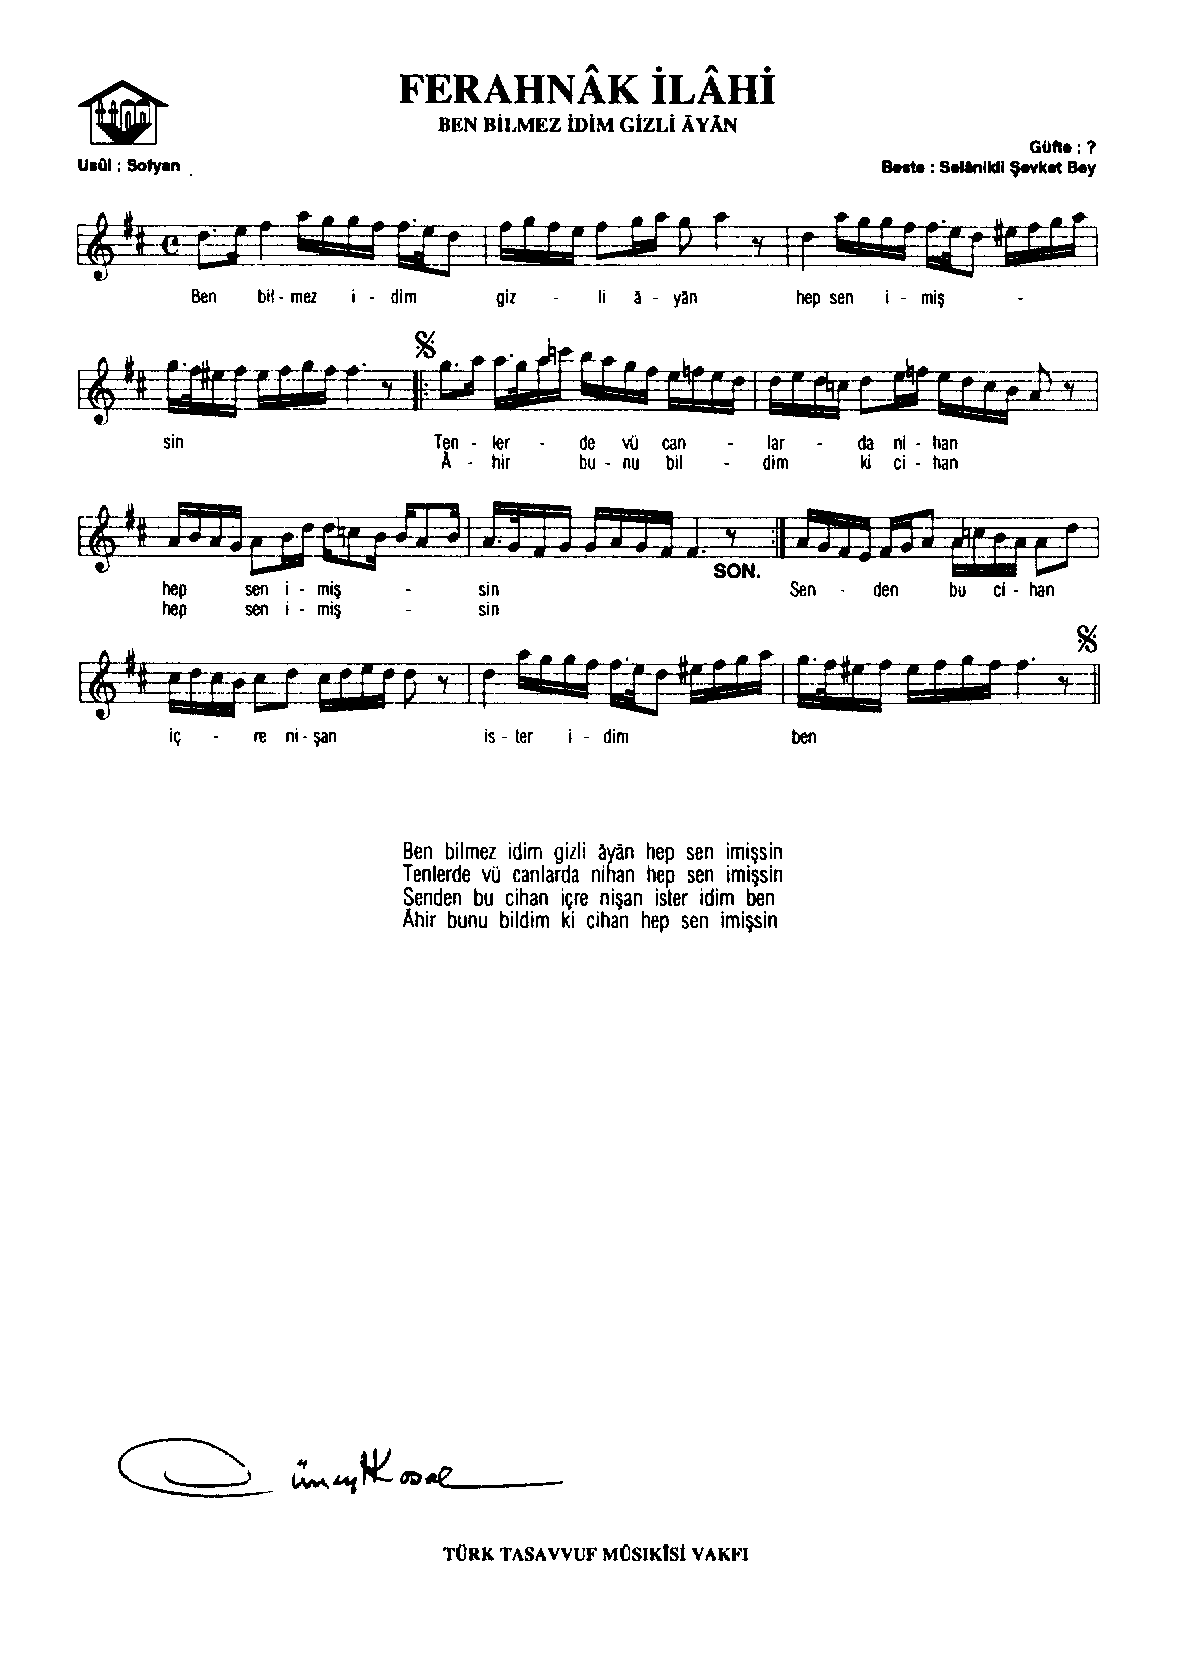 FERAHNÂK İLÂHİ
BEN BİLMEZ İDİM GİZLİ ÂYÂN
Güfte : ?
Usûl : Sofyan
Beste : Selânikli Şevket Bey
Ben bil - mez i - dim giz - li â - yân hep sen i - miş -
sin Ten - ler - de vü can - lar - da ni - han
Â - hir bu - nu bil - dim ki ci - han
hep sen i - miş - sin Sen - den bu ci - han
hep sen i - miş - sin
SON.
iç - re ni - şan is - ter i - dim ben
Ben bilmez idim gizli âyân hep sen imişsin
Tenlerde vü canlarda nihan hep sen imişsin
Senden bu cihan içre nişan ister idim ben
Âhir bunu bildim ki cihan hep sen imişsin
Cüneyt Kosal
TÜRK TASAVVUF MÛSIKÎSİ VAKFI